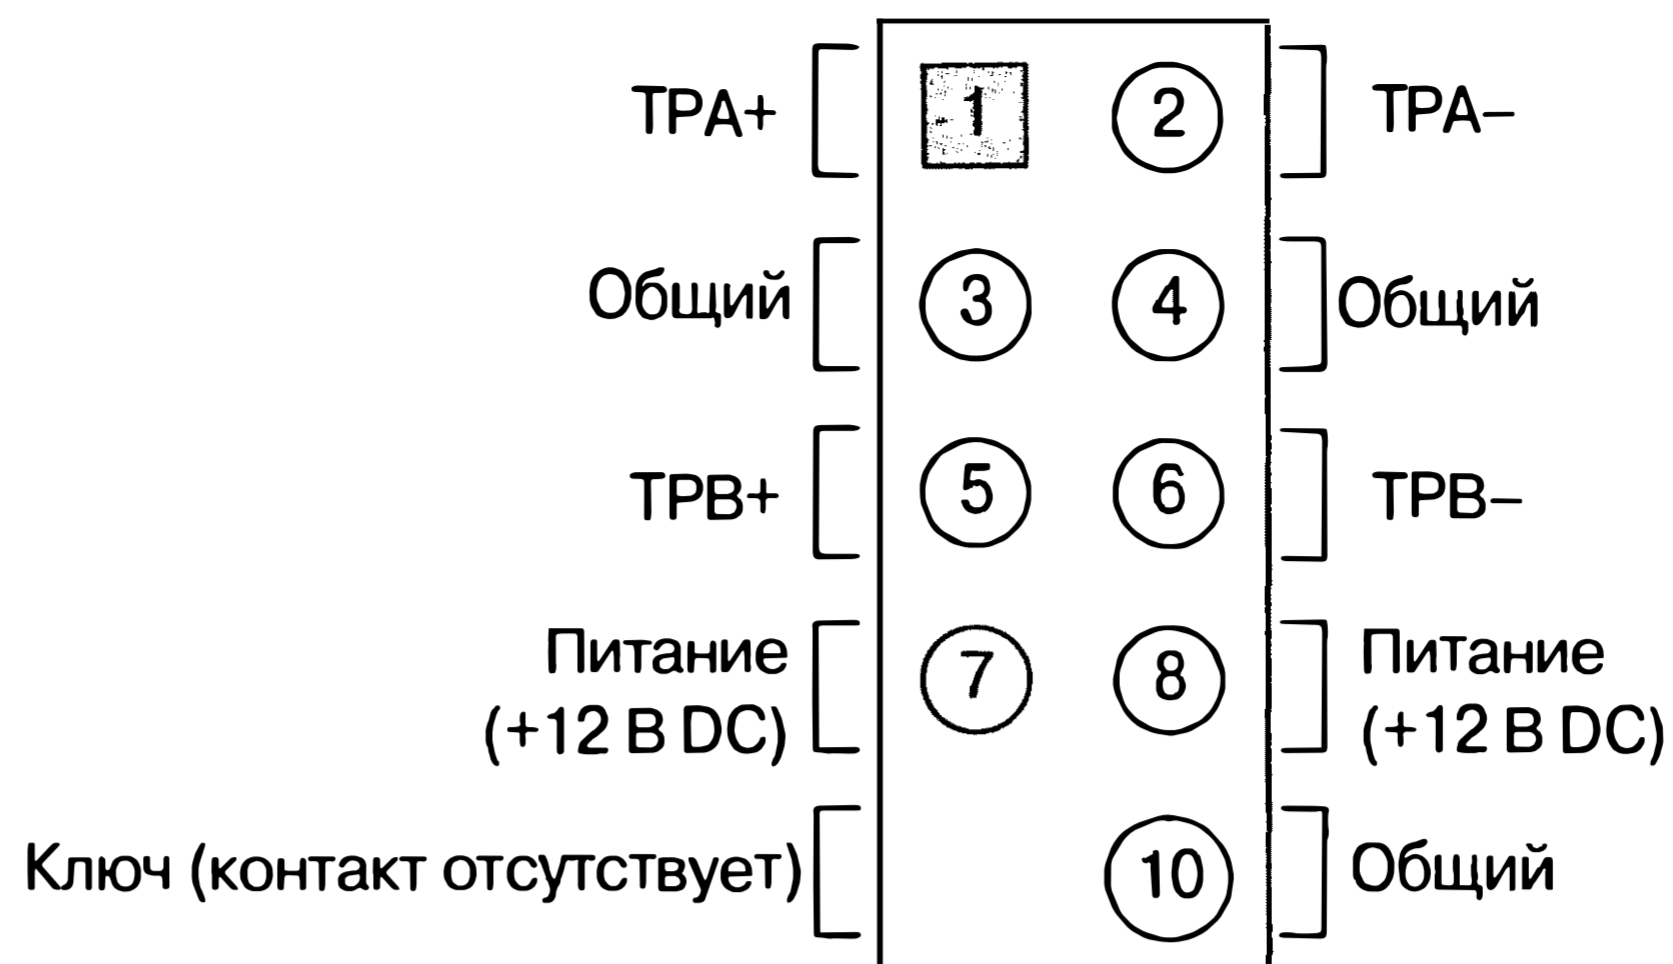 TPA+ 1 2 TPA–
Общий 3 4 Общий
TPB+ 5 6 TPB–
Питание 7 8 Питание
(+12 В DC) (+12 В DC)
Ключ (контакт отсутствует) 10 Общий